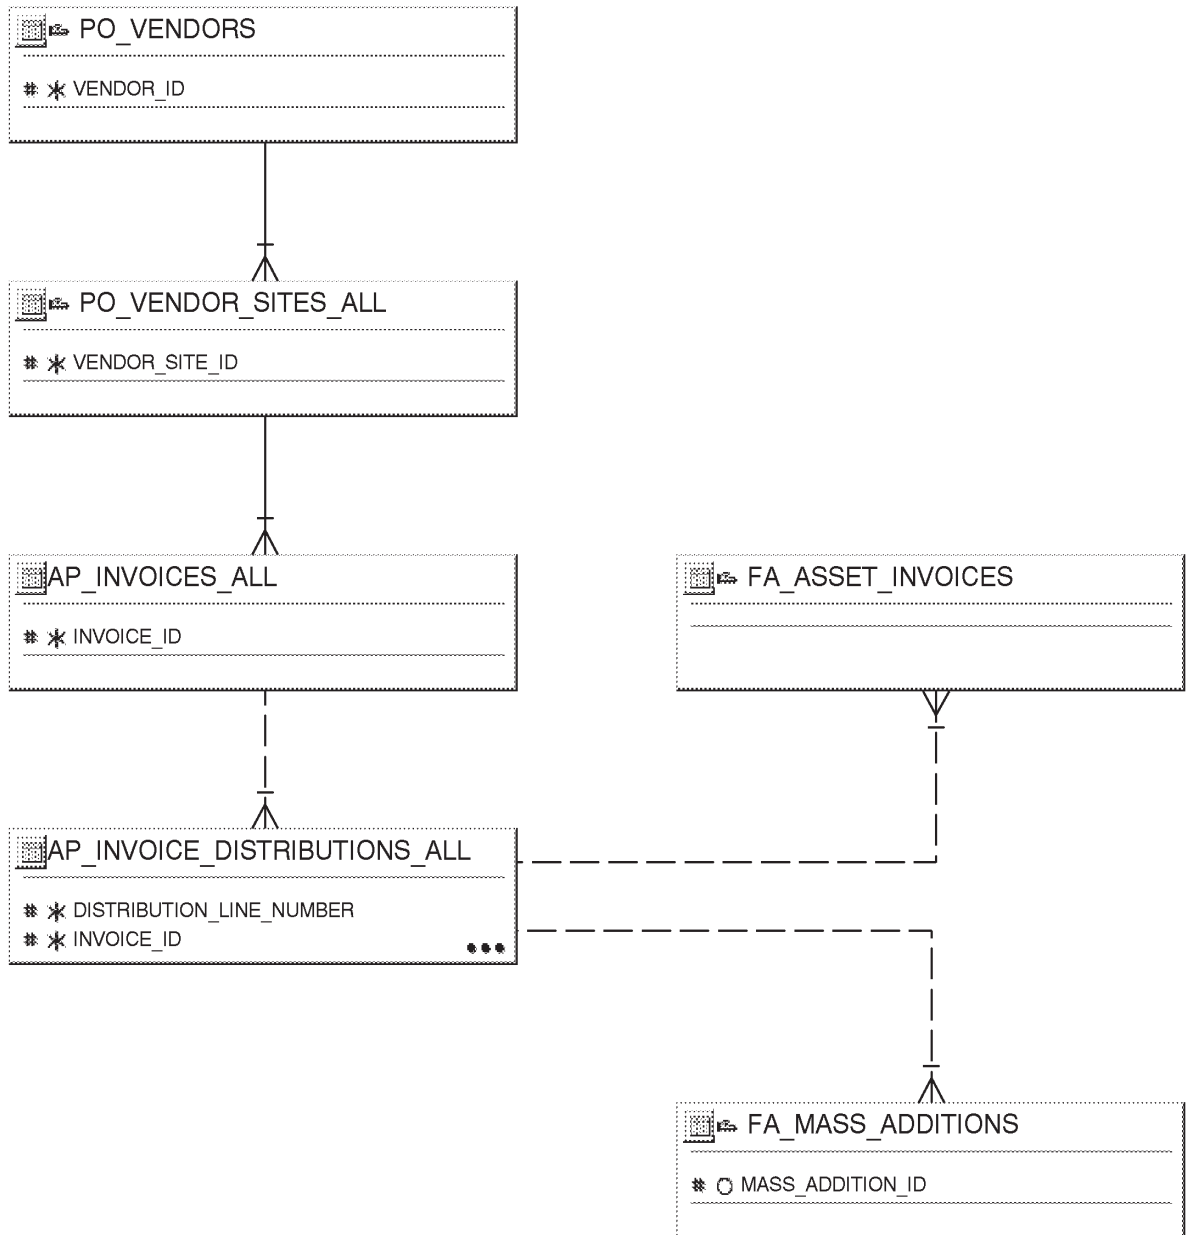 PO_VENDORS
# * VENDOR_ID
PO_VENDOR_SITES_ALL
# * VENDOR_SITE_ID
AP_INVOICES_ALL
# * INVOICE_ID
FA_ASSET_INVOICES
AP_INVOICE_DISTRIBUTIONS_ALL
# * DISTRIBUTION_LINE_NUMBER
# * INVOICE_ID
FA_MASS_ADDITIONS
# O MASS_ADDITION_ID